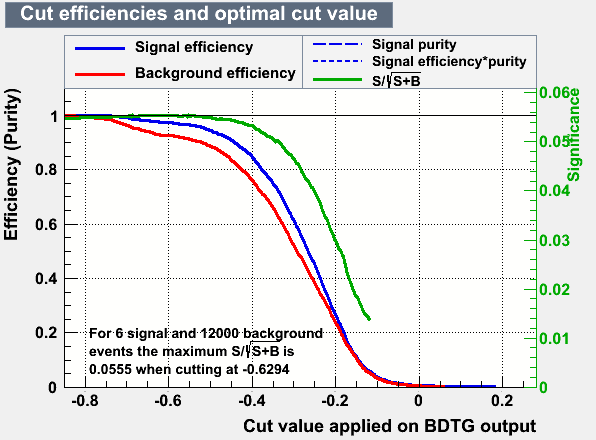 Cut efficiencies and optimal cut value
Signal efficiency
Background efficiency
Signal purity
Signal efficiency*purity
S/√S+B
Efficiency (Purity)
1
0.8
0.6
0.4
0.2
0
0.06
0.05
0.04
0.03
0.02
0.01
0
Significance
For 6 signal and 12000 background
events the maximum S/√S+B is
0.0555 when cutting at -0.6294
-0.8 -0.6 -0.4 -0.2 0 0.2
Cut value applied on BDTG output